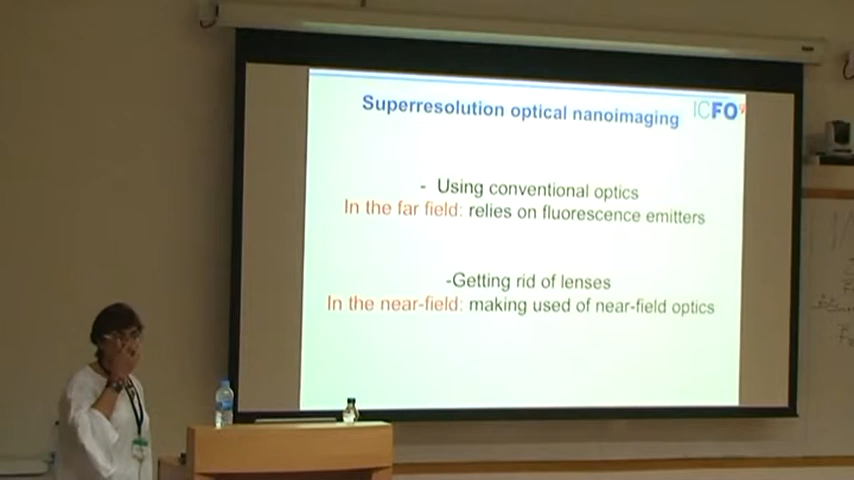 Superresolution optical nanoimaging
ICFO
- Using conventional optics
In the far field: relies on fluorescence emitters
-Getting rid of lenses
In the near-field: making used of near-field optics